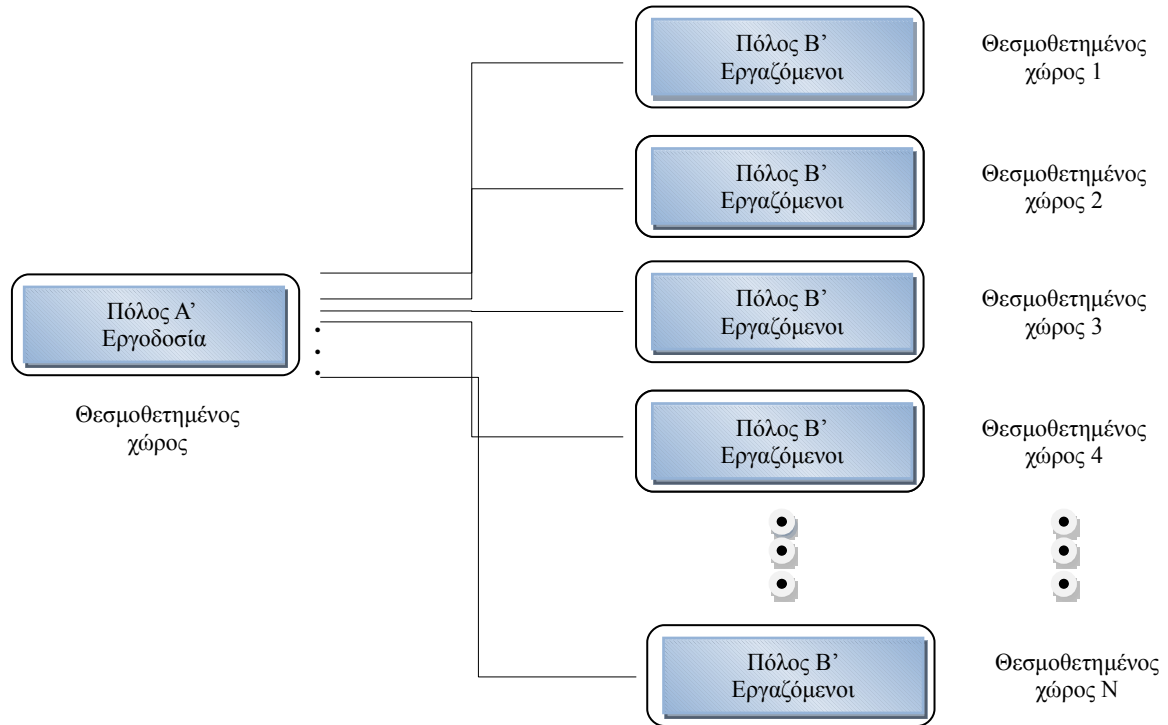 Πόλος Β’
Εργαζόμενοι
Θεσμοθετημένος
χώρος 1
Πόλος Β’
Εργαζόμενοι
Θεσμοθετημένος
χώρος 2
Πόλος Α’
Εργοδοσία
Θεσμοθετημένος
χώρος
Πόλος Β’
Εργαζόμενοι
Θεσμοθετημένος
χώρος 3
Πόλος Β’
Εργαζόμενοι
Θεσμοθετημένος
χώρος 4
Πόλος Β’
Εργαζόμενοι
Θεσμοθετημένος
χώρος Ν